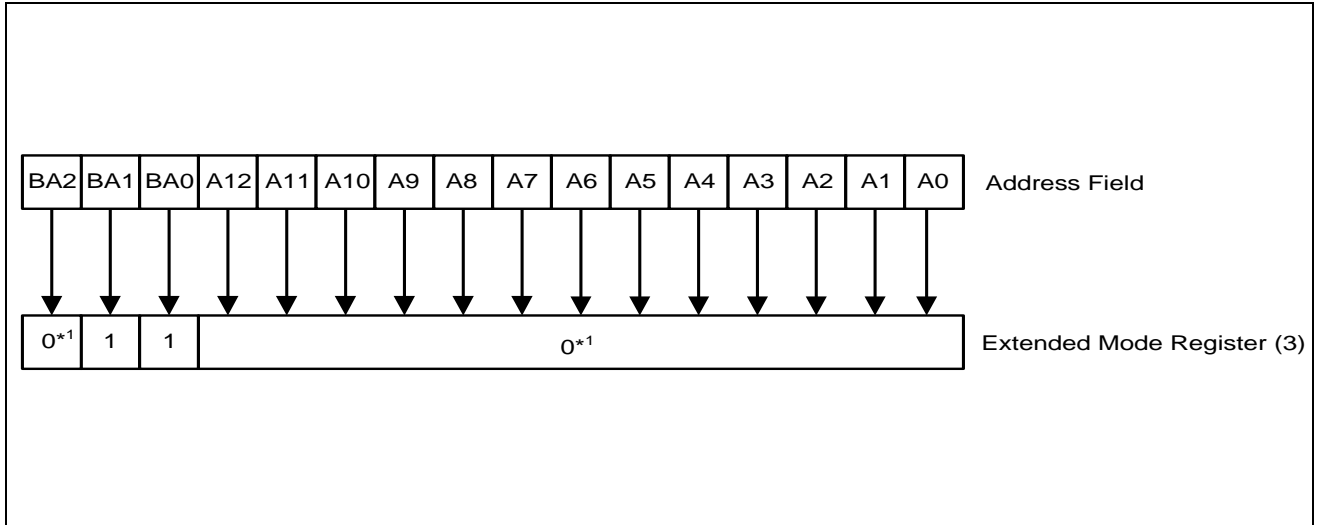 BA2 BA1 BA0 A12 A11 A10 A9 A8 A7 A6 A5 A4 A3 A2 A1 A0 Address Field
0*1 1 1 0*1 Extended Mode Register (3)